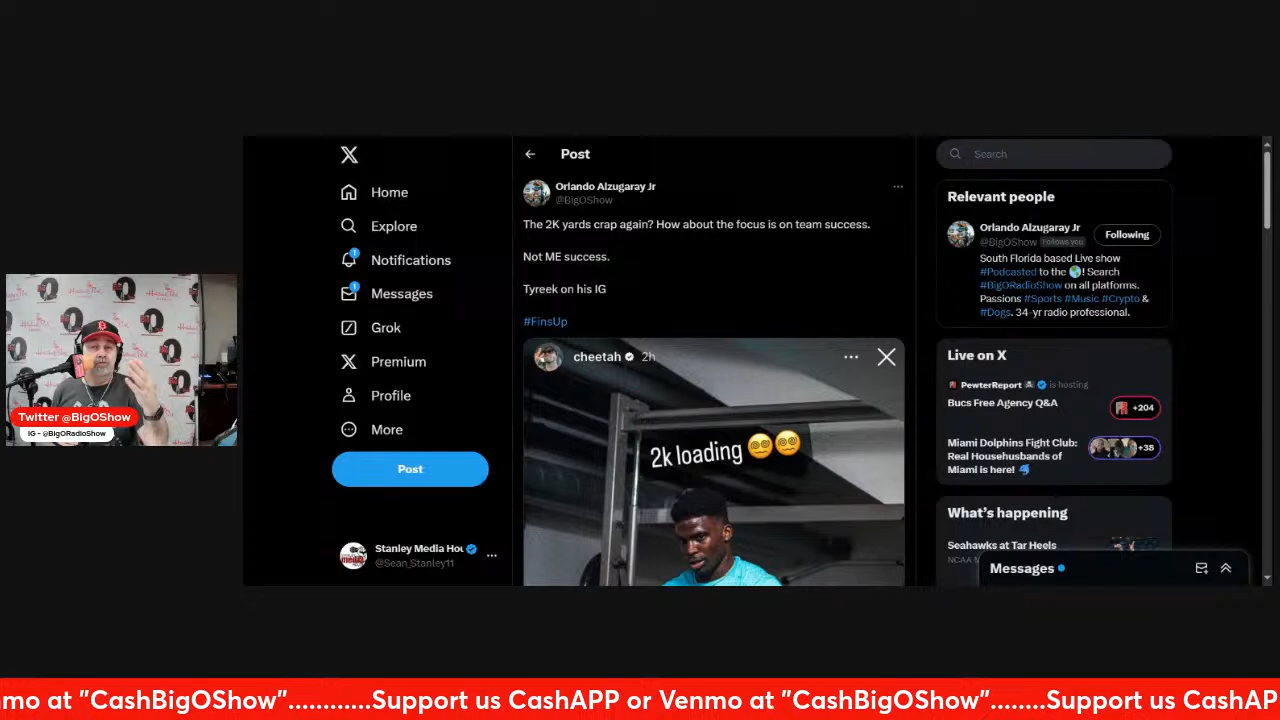 Post
Home
Explore
1
Notifications
1
Messages
Grok
Premium
Profile
More
Post
Stanley Media Hou
@Sean_Stanley11
Orlando Alzugaray Jr
@BigOShow
The 2K yards crap again? How about the focus is on team success.
Not ME success.
Tyreek on his IG
#FinsUp
cheetah 2h
2k loading 😵‍💫😵‍💫
Search
Relevant people
Orlando Alzugaray Jr
@BigOShow Follows you
Following
South Florida based Live show
#Podcasted to the 🌎! Search
#BigORadioShow on all platforms.
Passions #Sports #Music #Crypto &
#Dogs. 34-yr radio professional.
Live on X
PewterReport is hosting
Bucs Free Agency Q&A
+204
Miami Dolphins Fight Club:
Real Househusbands of
Miami is here! 🐬
+38
What's happening
Seahawks at Tar Heels
NCAA M
Messages
Twitter @BigOShow
IG - @BigORadioShow
nmo at "CashBigOShow"............Support us CashAPP or Venmo at "CashBigOShow"........Support us CashAP